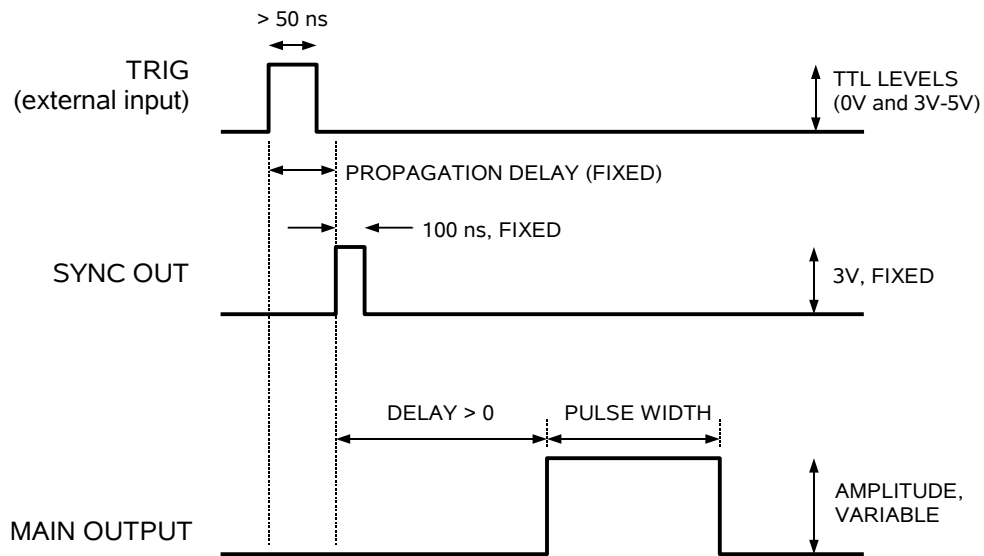 > 50 ns
TRIG
(external input)
TTL LEVELS
(0V and 3V-5V)
PROPAGATION DELAY (FIXED)
100 ns, FIXED
SYNC OUT
3V, FIXED
DELAY > 0
PULSE WIDTH
AMPLITUDE,
VARIABLE
MAIN OUTPUT